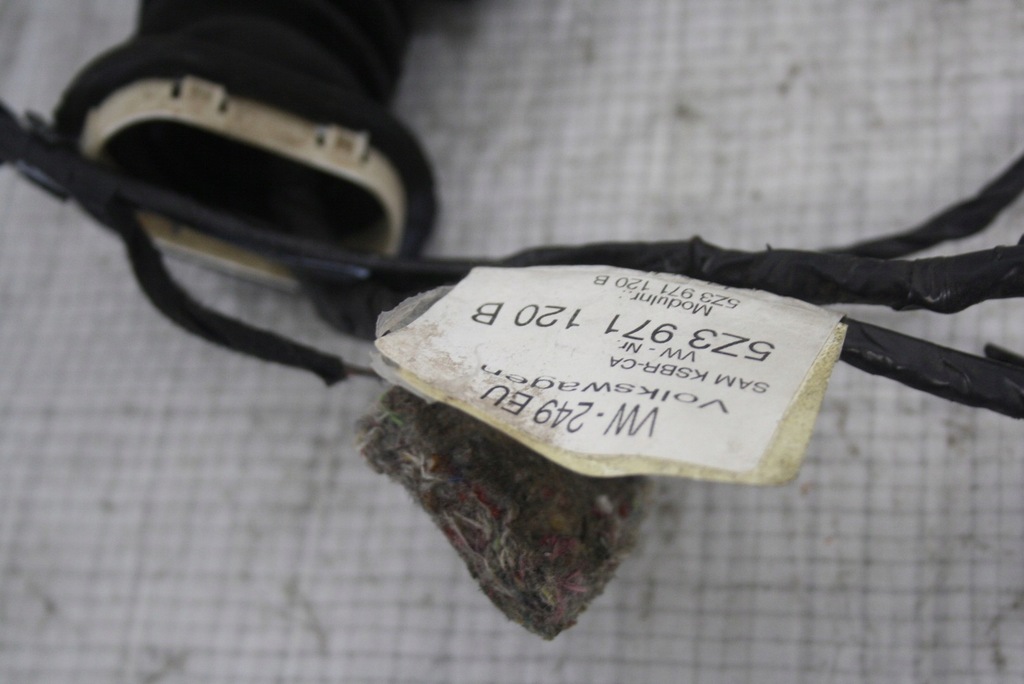 VW - 249 EU
Volkswagen
SAM KSBR-CA
VW - Nr.
5Z3 971 120 B
Modulnr.:
5Z3 971 120 B